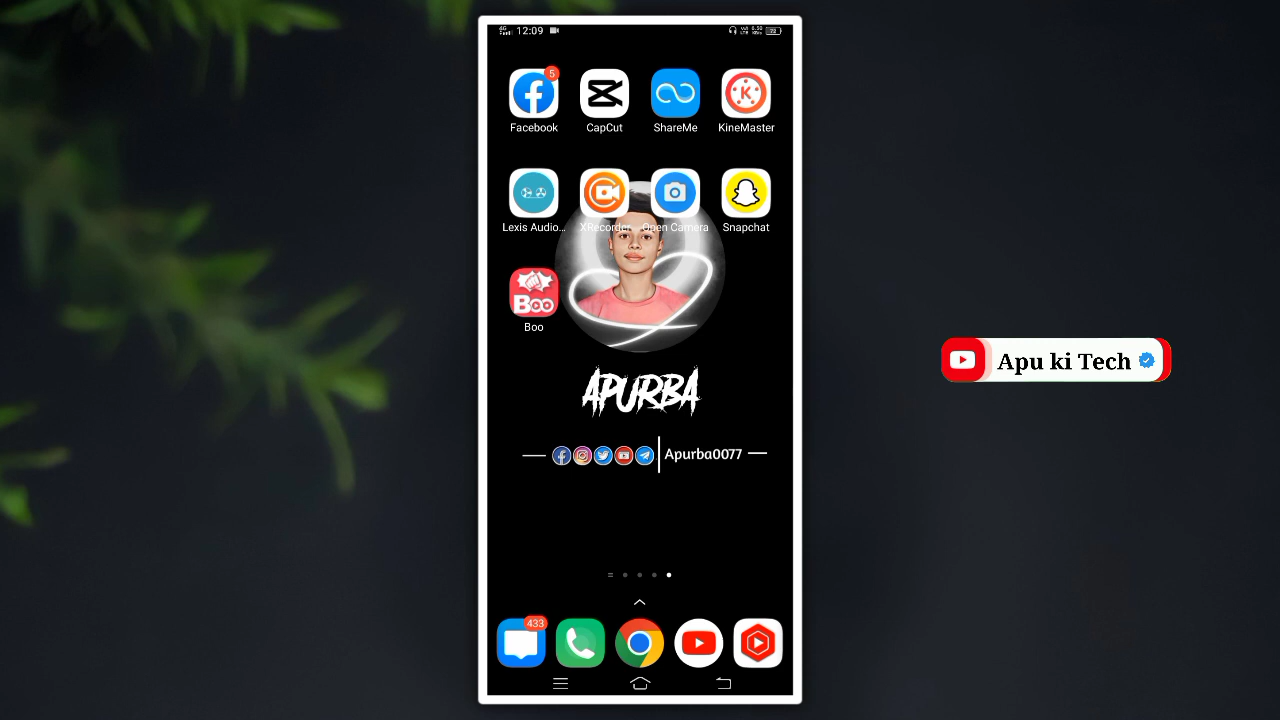 12:09
5
Facebook CapCut ShareMe KineMaster
Lexis Audio... XRecorder Open Camera Snapchat
Boo
Boo
APURBA
Apurba0077
Apu ki Tech
433